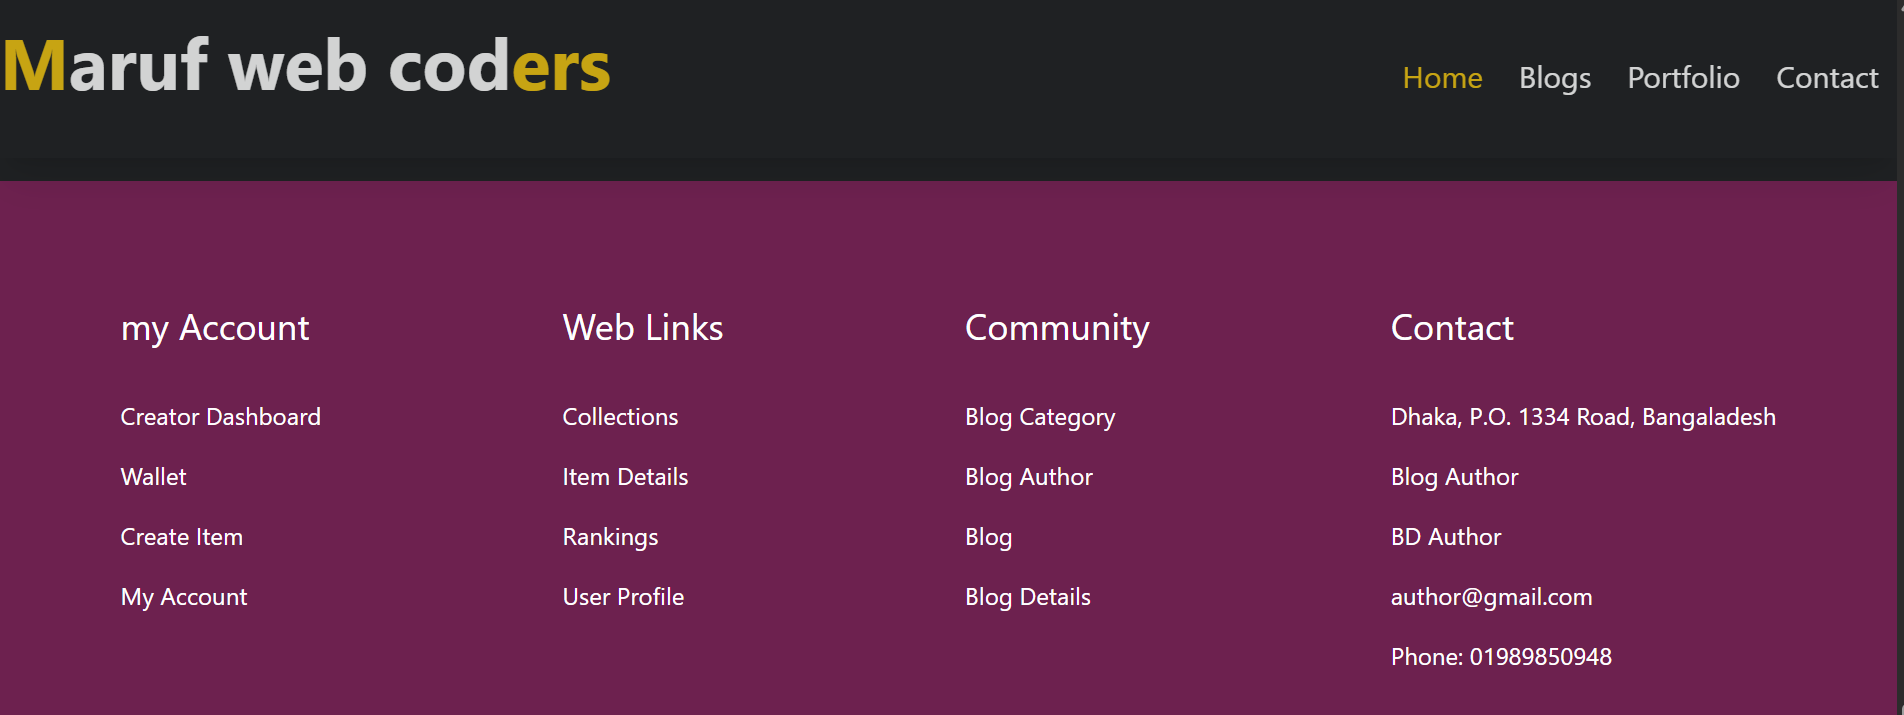 Maruf web coders
Home Blogs Portfolio Contact
my Account
Creator Dashboard
Wallet
Create Item
My Account
Web Links
Collections
Item Details
Rankings
User Profile
Community
Blog Category
Blog Author
Blog
Blog Details
Contact
Dhaka, P.O. 1334 Road, Bangaladesh
Blog Author
BD Author
author@gmail.com
Phone: 01989850948